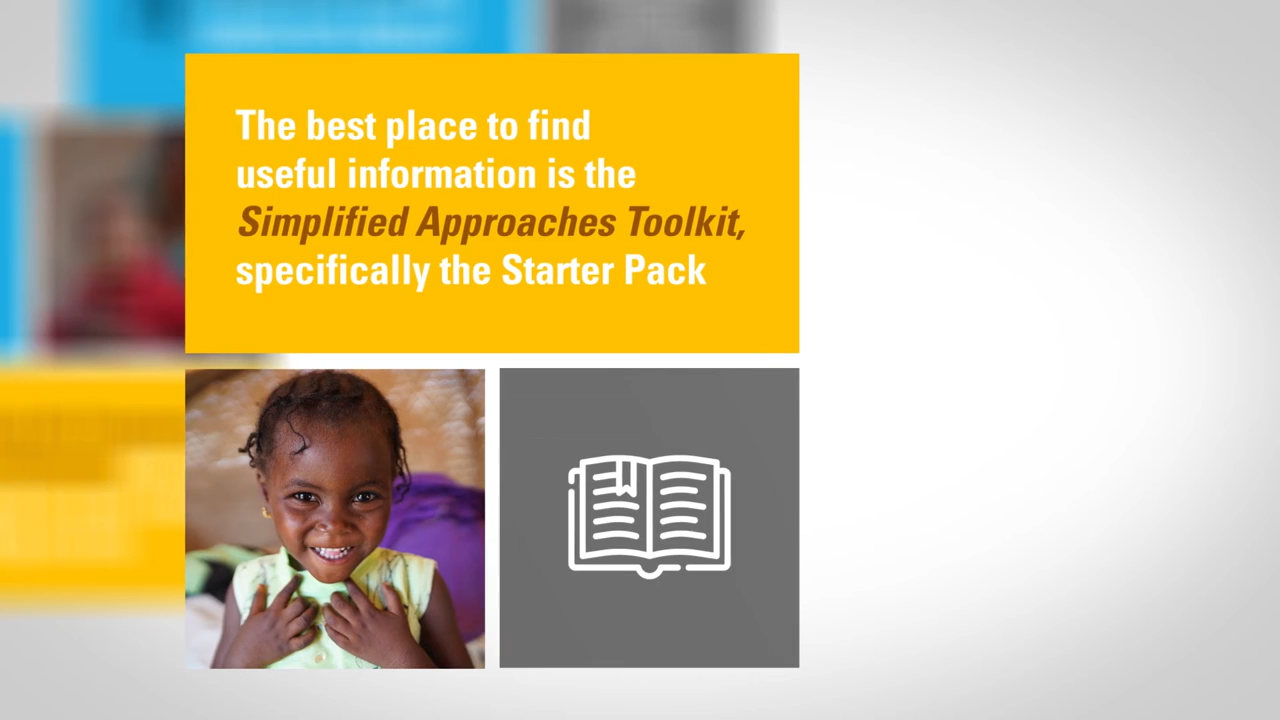 The best place to find
useful information is the
Simplified Approaches Toolkit,
specifically the Starter Pack